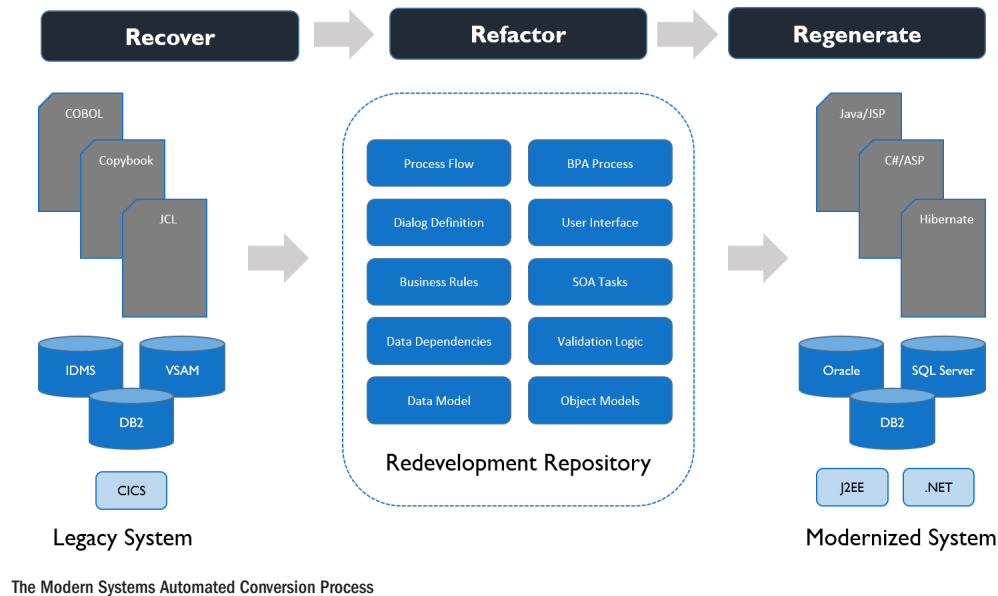 Recover
Refactor
Regenerate
COBOL
Copybook
JCL
IDMS
VSAM
DB2
CICS
Legacy System
Process Flow
BPA Process
Dialog Definition
User Interface
Business Rules
SOA Tasks
Data Dependencies
Validation Logic
Data Model
Object Models
Redevelopment Repository
Java/JSP
C#/ASP
Hibernate
Oracle
SQL Server
DB2
J2EE
.NET
Modernized System
The Modern Systems Automated Conversion Process